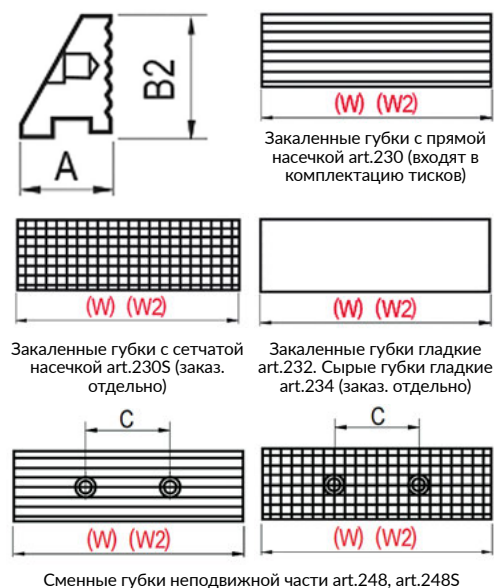 B2
A
(W) (W2)
Закаленные губки с прямой
насечкой art.230 (входят в
комплектацию тисков)
(W) (W2)
(W) (W2)
Закаленные губки с сетчатой
насечкой art.230S (заказ.
отдельно)
Закаленные губки гладкие
art.232. Сырые губки гладкие
art.234 (заказ. отдельно)
C
C
(W) (W2)
(W) (W2)
Сменные губки неподвижной части art.248, art.248S